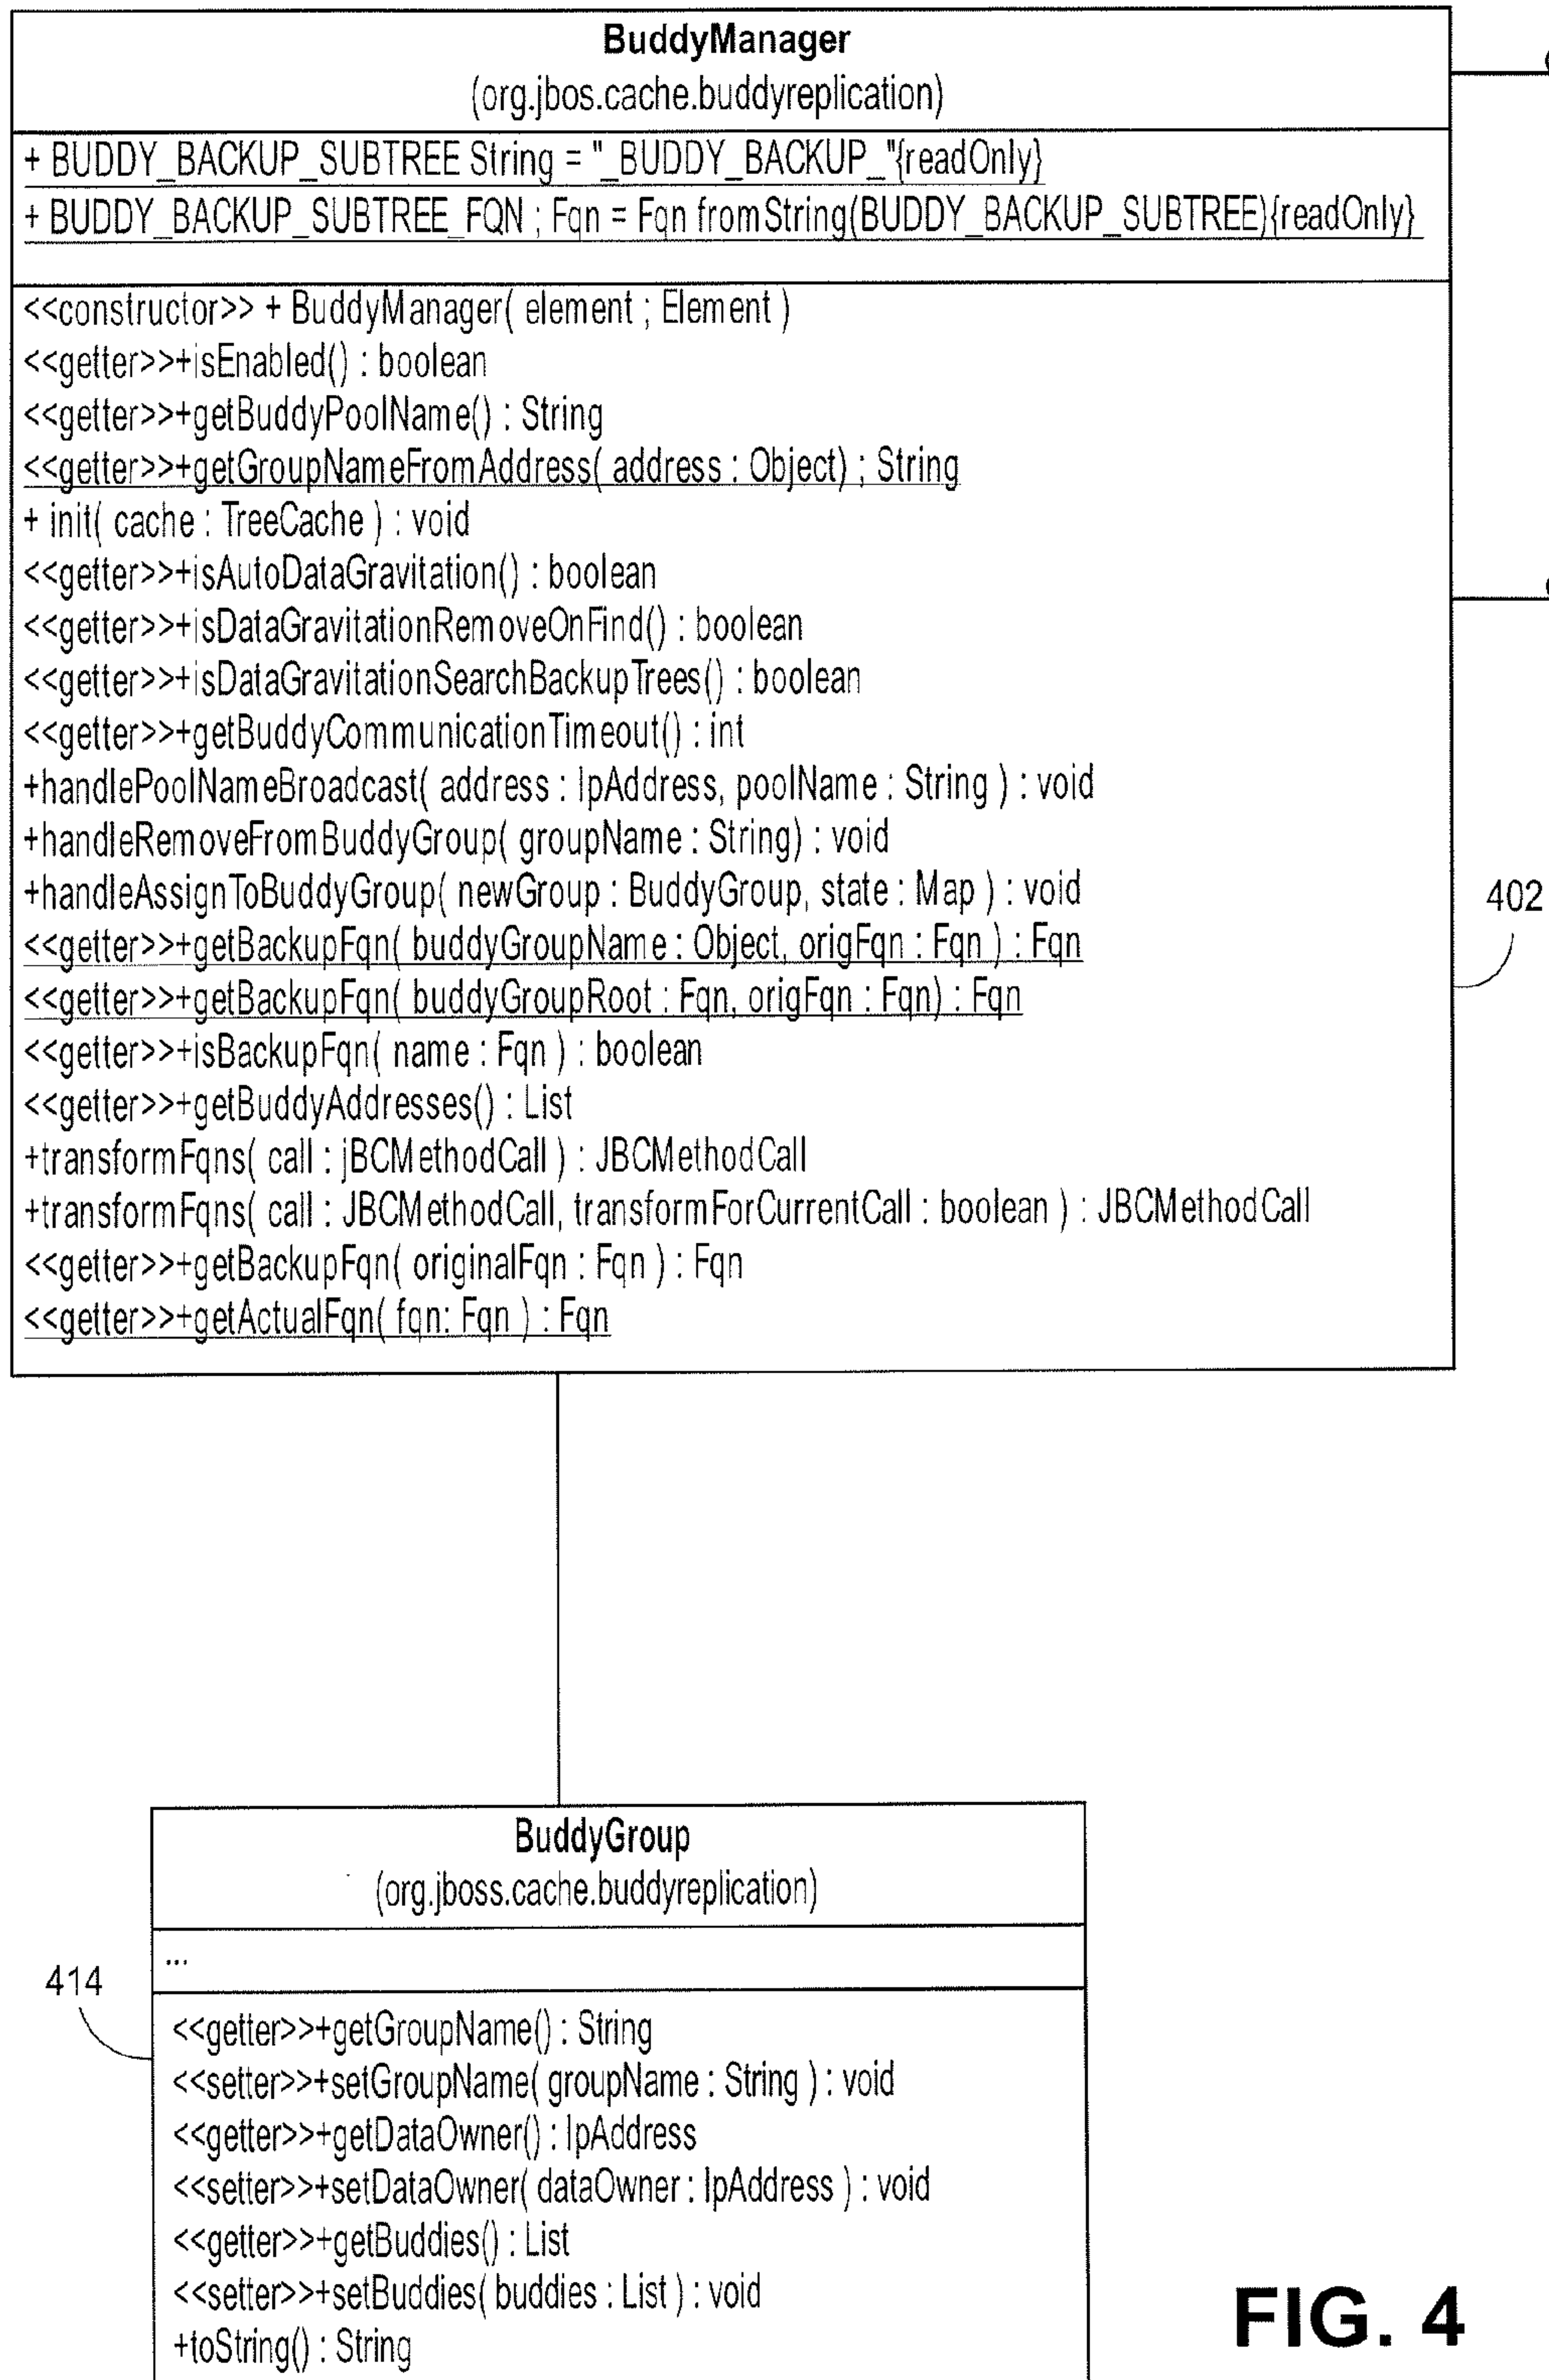 BuddyManager
(org.jbos.cache.buddyreplication)
+ BUDDY_BACKUP_SUBTREE String = "_BUDDY_BACKUP_"{readOnly}
+ BUDDY_BACKUP_SUBTREE_FQN ; Fqn = Fqn fromString(BUDDY_BACKUP_SUBTREE){readOnly}
<<constructor>> + BuddyManager( element ; Element )
<<getter>>+isEnabled() : boolean
<<getter>>+getBuddyPoolName() : String
<<getter>>+getGroupNameFromAddress( address : Object) ; String
+ init( cache : TreeCache ) : void
<<getter>>+isAutoDataGravitation() : boolean
<<getter>>+isDataGravitationRemoveOnFind() : boolean
<<getter>>+isDataGravitationSearchBackupTrees() : boolean
<<getter>>+getBuddyCommunicationTimeout() : int
+handlePoolNameBroadcast( address : IpAddress, poolName : String ) : void
+handleRemoveFromBuddyGroup( groupName : String) : void
+handleAssignToBuddyGroup( newGroup : BuddyGroup, state : Map ) : void
402
<<getter>>+getBackupFqn( buddyGroupName : Object, origFqn : Fqn ) : Fqn
<<getter>>+getBackupFqn( buddyGroupRoot : Fqn, origFqn : Fqn) : Fqn
<<getter>>+isBackupFqn( name : Fqn ) : boolean
<<getter>>+getBuddyAddresses() : List
+transformFqns( call : jBCMethodCall ) : JBCMethodCall
+transformFqns( call : JBCMethodCall, transformForCurrentCall : boolean ) : JBCMethodCall
<<getter>>+getBackupFqn( originalFqn : Fqn ) : Fqn
<<getter>>+getActualFqn( fqn: Fqn ) : Fqn
BuddyGroup
(org.jboss.cache.buddyreplication)
...
414
<<getter>>+getGroupName() : String
<<setter>>+setGroupName( groupName : String ) : void
<<getter>>+getDataOwner() : IpAddress
<<setter>>+setDataOwner( dataOwner : IpAddress ) : void
<<getter>>+getBuddies() : List
<<setter>>+setBuddies( buddies : List ) : void
+toString() : String
FIG. 4